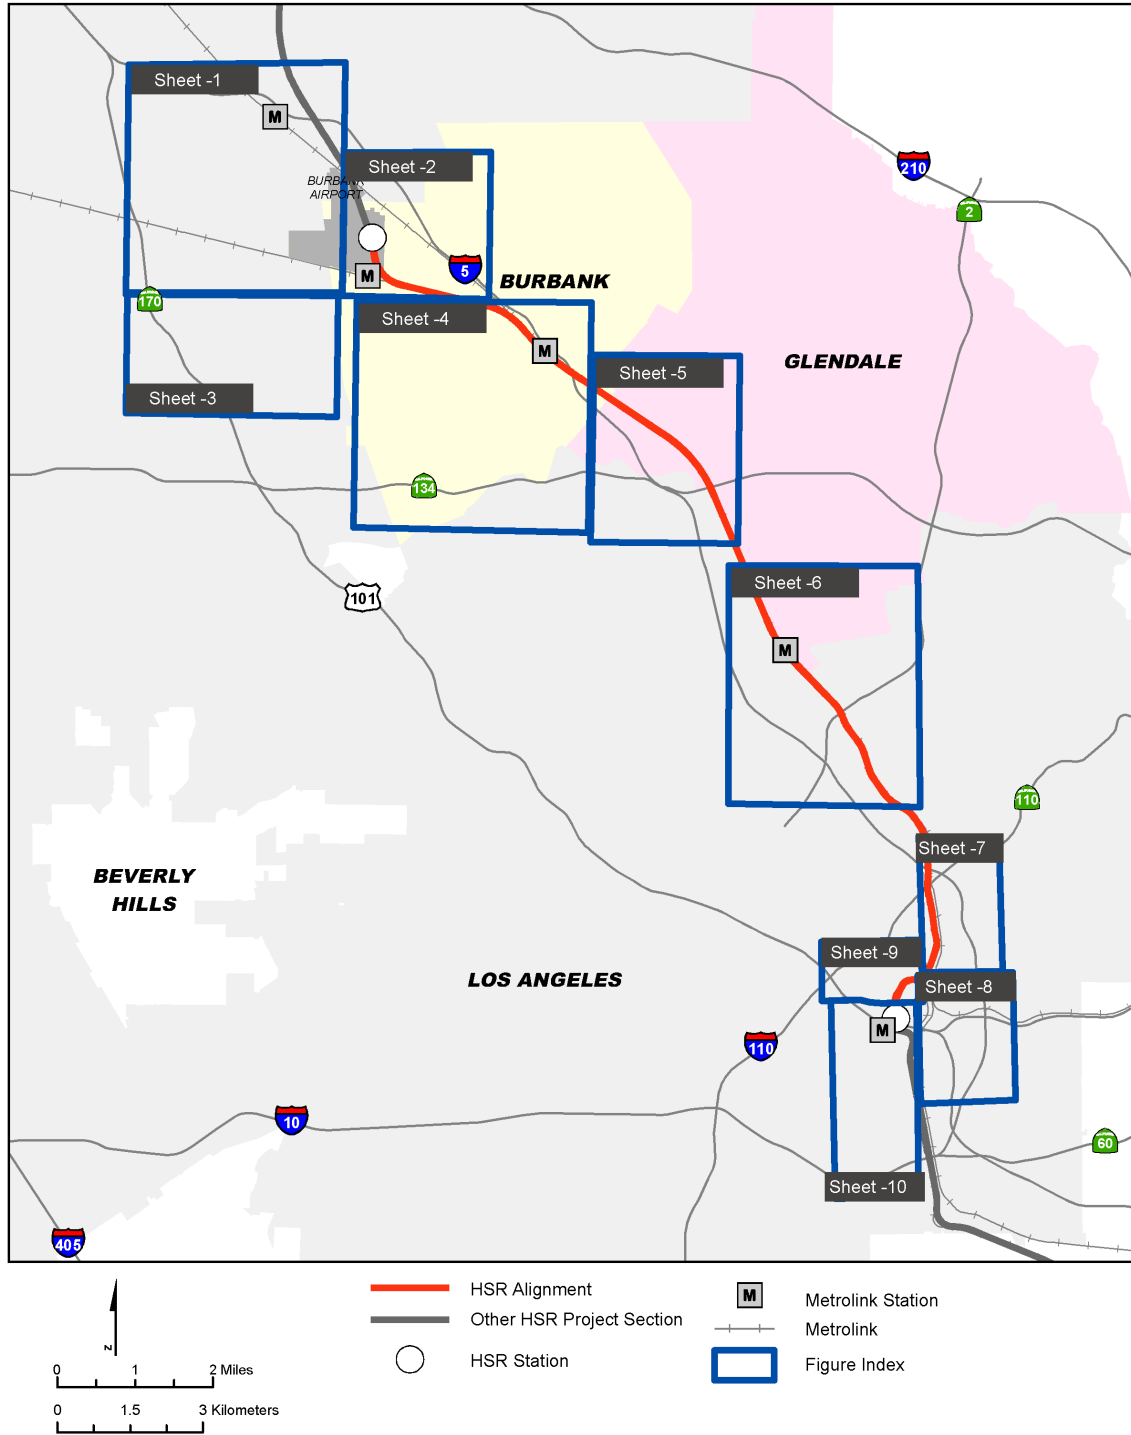 Sheet -1
M
Sheet -2
BURBANK
AIRPORT
210
2
M
5
BURBANK
170
Sheet -4
M
GLENDALE
Sheet -5
Sheet -3
134
Sheet -6
101
M
110
Sheet -7
BEVERLY
HILLS
Sheet -9
LOS ANGELES
Sheet -8
M
110
10
60
Sheet -10
405
HSR Alignment
Other HSR Project Section
HSR Station
M
Metrolink Station
Metrolink
Figure Index
z
0 1 2 Miles
0 1.5 3 Kilometers